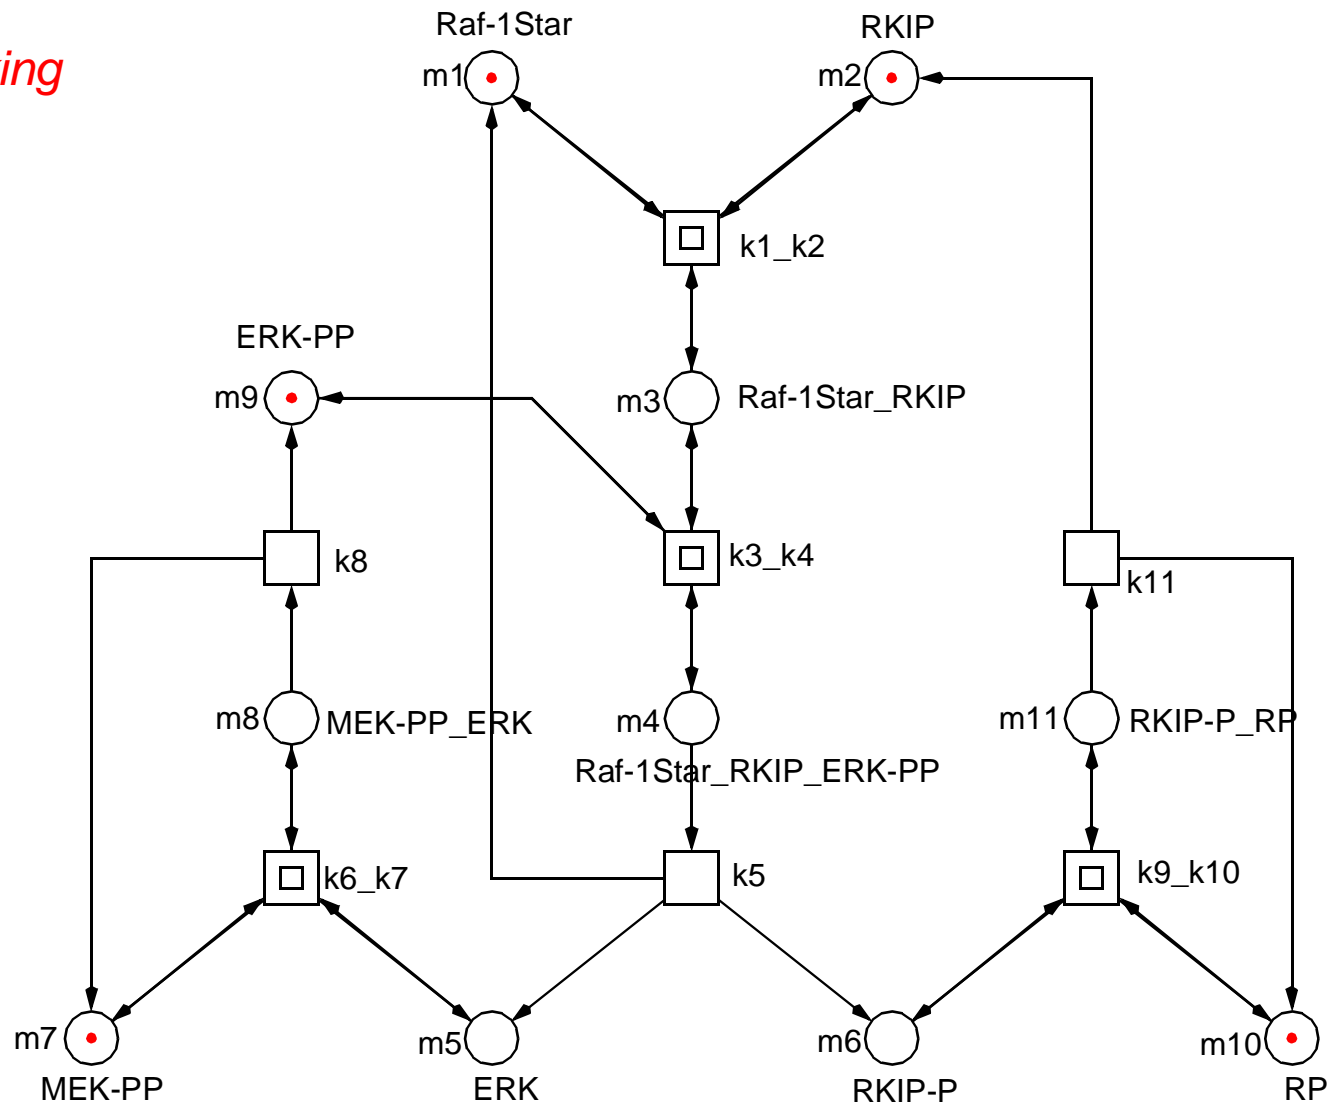 Raf-1Star
RKIP
ing
m1
m2
k1_k2
ERK-PP
m9
m3
Raf-1Star_RKIP
k8
k3_k4
k11
m8
MEK-PP_ERK
m4
m11
RKIP-P_RP
Raf-1Star_RKIP_ERK-PP
k6_k7
k5
k9_k10
m7
m5
m6
m10
MEK-PP
ERK
RKIP-P
RP